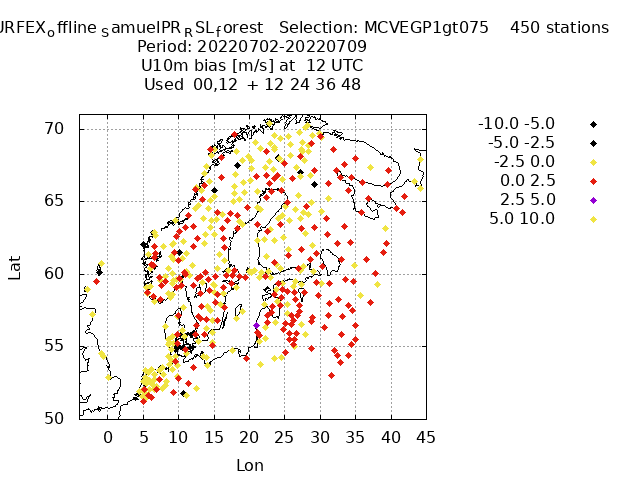 URFEXoffline SamuelPRRSLforest Selection: MCVEGP1gt075 450 stations
Period: 20220702-20220709
U10m bias [m/s] at 12 UTC
Used 00,12 + 12 24 36 48
-10.0 -5.0
-5.0 -2.5
-2.5 0.0
0.0 2.5
2.5 5.0
5.0 10.0
70
65
60
55
50
Lat
0 5 10 15 20 25 30 35 40 45
Lon